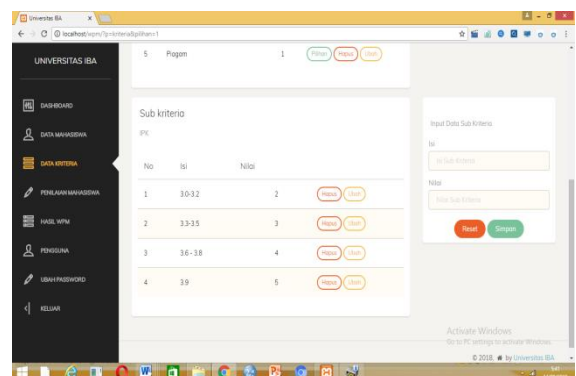 Universitas IBA
localhost/wpm/?p=kriteria&pilihan=1
UNIVERSITAS IBA
5 Piagam 1 Pilihan Hapus Ubah
DASHBOARD
DATA MAHASISWA
DATA KRITERIA
PENILAIAN MAHASISWA
HASIL WPM
PENGGUNA
UBAH PASSWORD
KELUAR
Sub kriteria
IPK
No Isi Nilai
1 3.0-3.2 2 Hapus Ubah
2 3.3-3.5 3 Hapus Ubah
3 3.6 - 3.8 4 Hapus Ubah
4 3.9 5 Hapus Ubah
Input Data Sub Kriteria
Isi
Isi Sub Kriteria
Nilai
Nilai Sub Kriteria
Reset Simpan
Activate Windows
Go to PC settings to activate Windows.
© 2018, by Universitas IBA